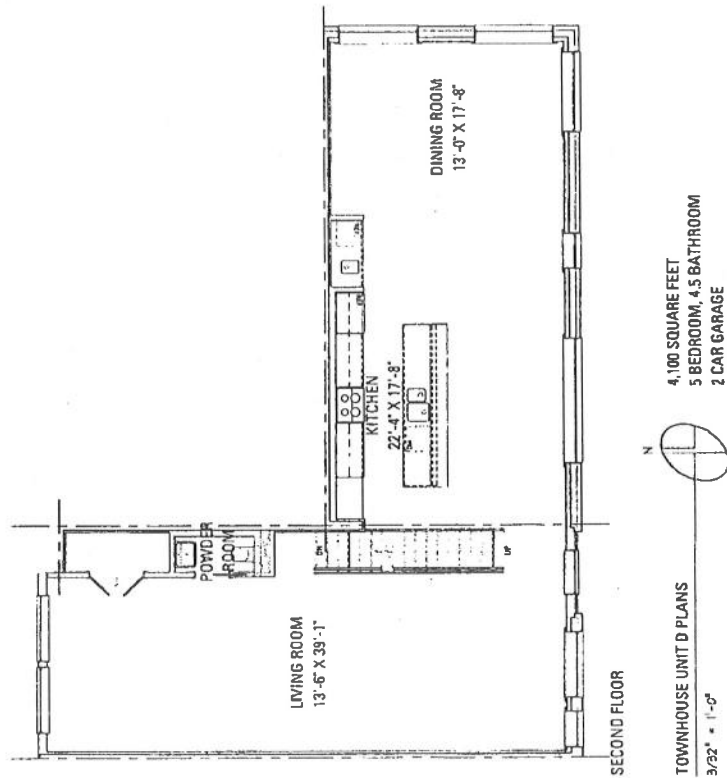 DINING ROOM
13'-0" X 17'-8"
KITCHEN
22'-4" X 17'-8"
POWDER
ROOM
DN
UP
LIVING ROOM
13'-6" X 39'-1"
SECOND FLOOR
TOWNHOUSE UNIT D PLANS
3/32" = 1'-0"
N
4,100 SQUARE FEET
5 BEDROOM, 4.5 BATHROOM
2 CAR GARAGE